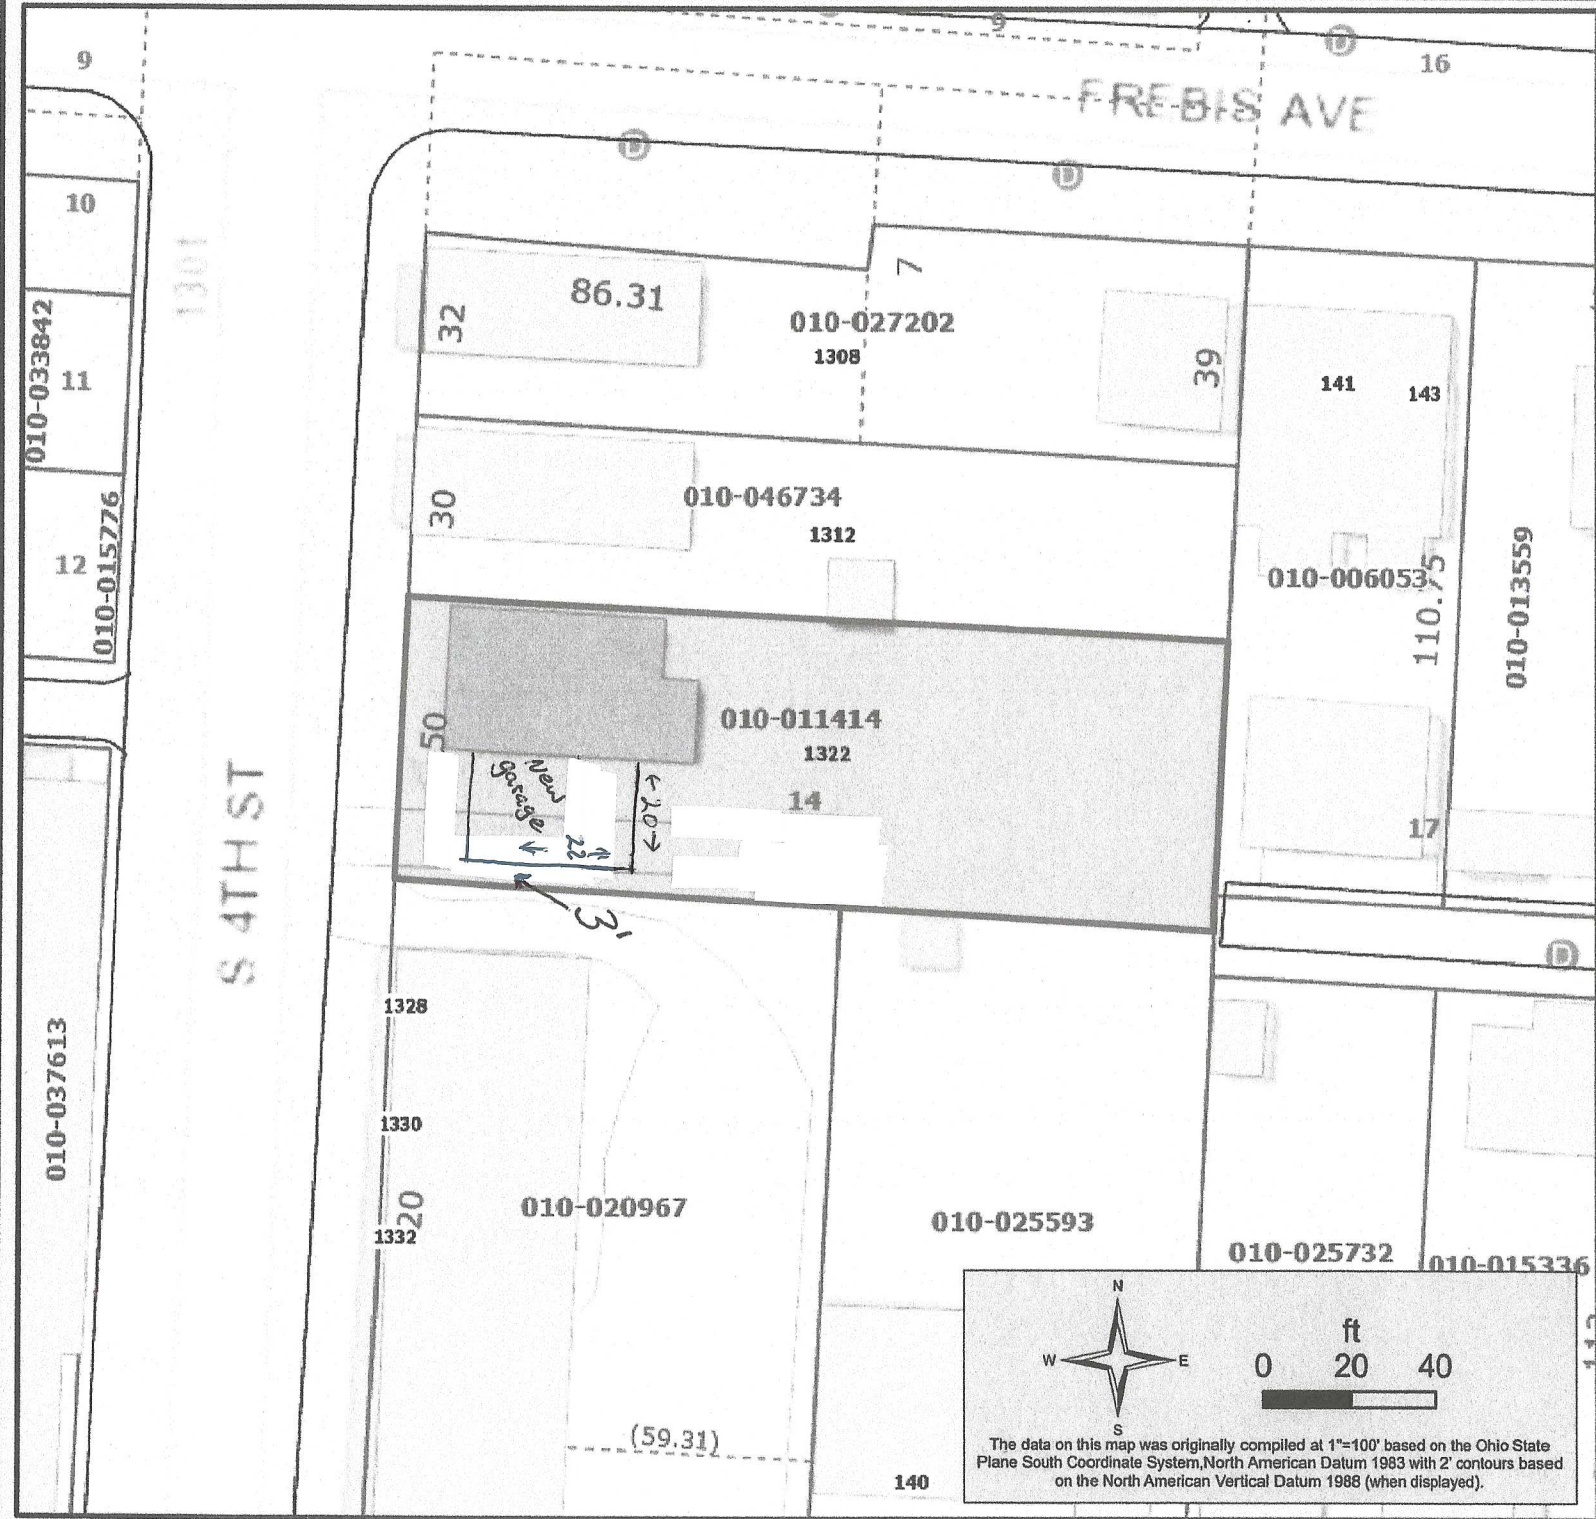 9
9
16
D
FREBIS AVE
D
D
10
1301
86.31
32
7
010-027202
1308
39
141
143
010-033842
11
30
010-046734
1312
12
010-015776
010-006053
110.75
010-013559
50
010-011414
1322
New
garage
←20→
14
22
17
3'
S 4TH ST
D
1328
010-037613
1330
20
1332
010-020967
010-025593
010-025732
010-015336
(59.31)
140
N
W
E
S
ft
0 20 40
The data on this map was originally compiled at 1"=100' based on the Ohio State
Plane South Coordinate System,North American Datum 1983 with 2' contours based
on the North American Vertical Datum 1988 (when displayed).